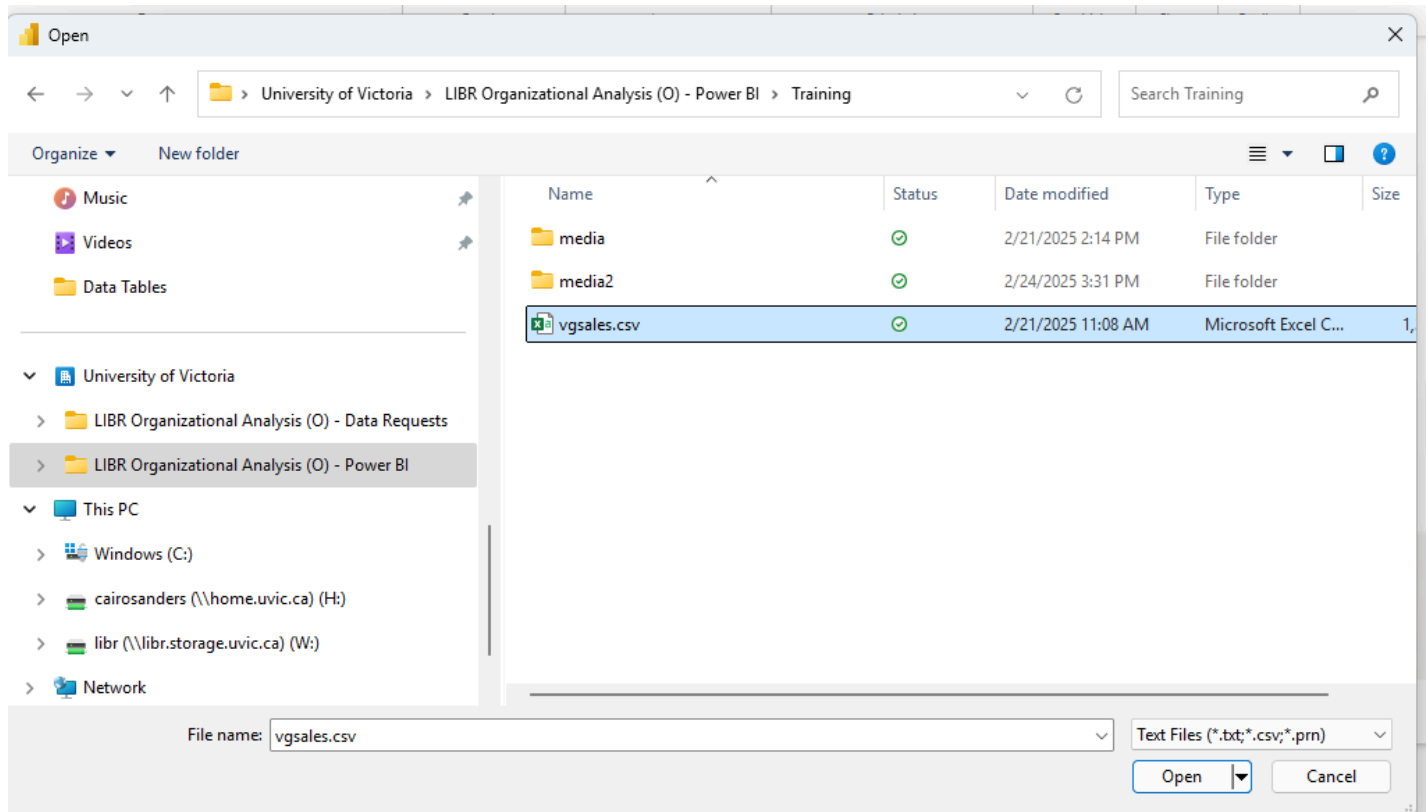 Open
University of Victoria > LIBR Organizational Analysis (O) - Power BI > Training
Search Training
Organize
New folder
Music
Videos
Data Tables
University of Victoria
LIBR Organizational Analysis (O) - Data Requests
LIBR Organizational Analysis (O) - Power BI
This PC
Windows (C:)
cairosanders (\\home.uvic.ca) (H:)
libr (\\libr.storage.uvic.ca) (W:)
Network
Name Status Date modified Type Size
media 2/21/2025 2:14 PM File folder
media2 2/24/2025 3:31 PM File folder
vgsales.csv 2/21/2025 11:08 AM Microsoft Excel C... 1,
File name: vgsales.csv
Text Files (*.txt;*.csv;*.prn)
Open Cancel